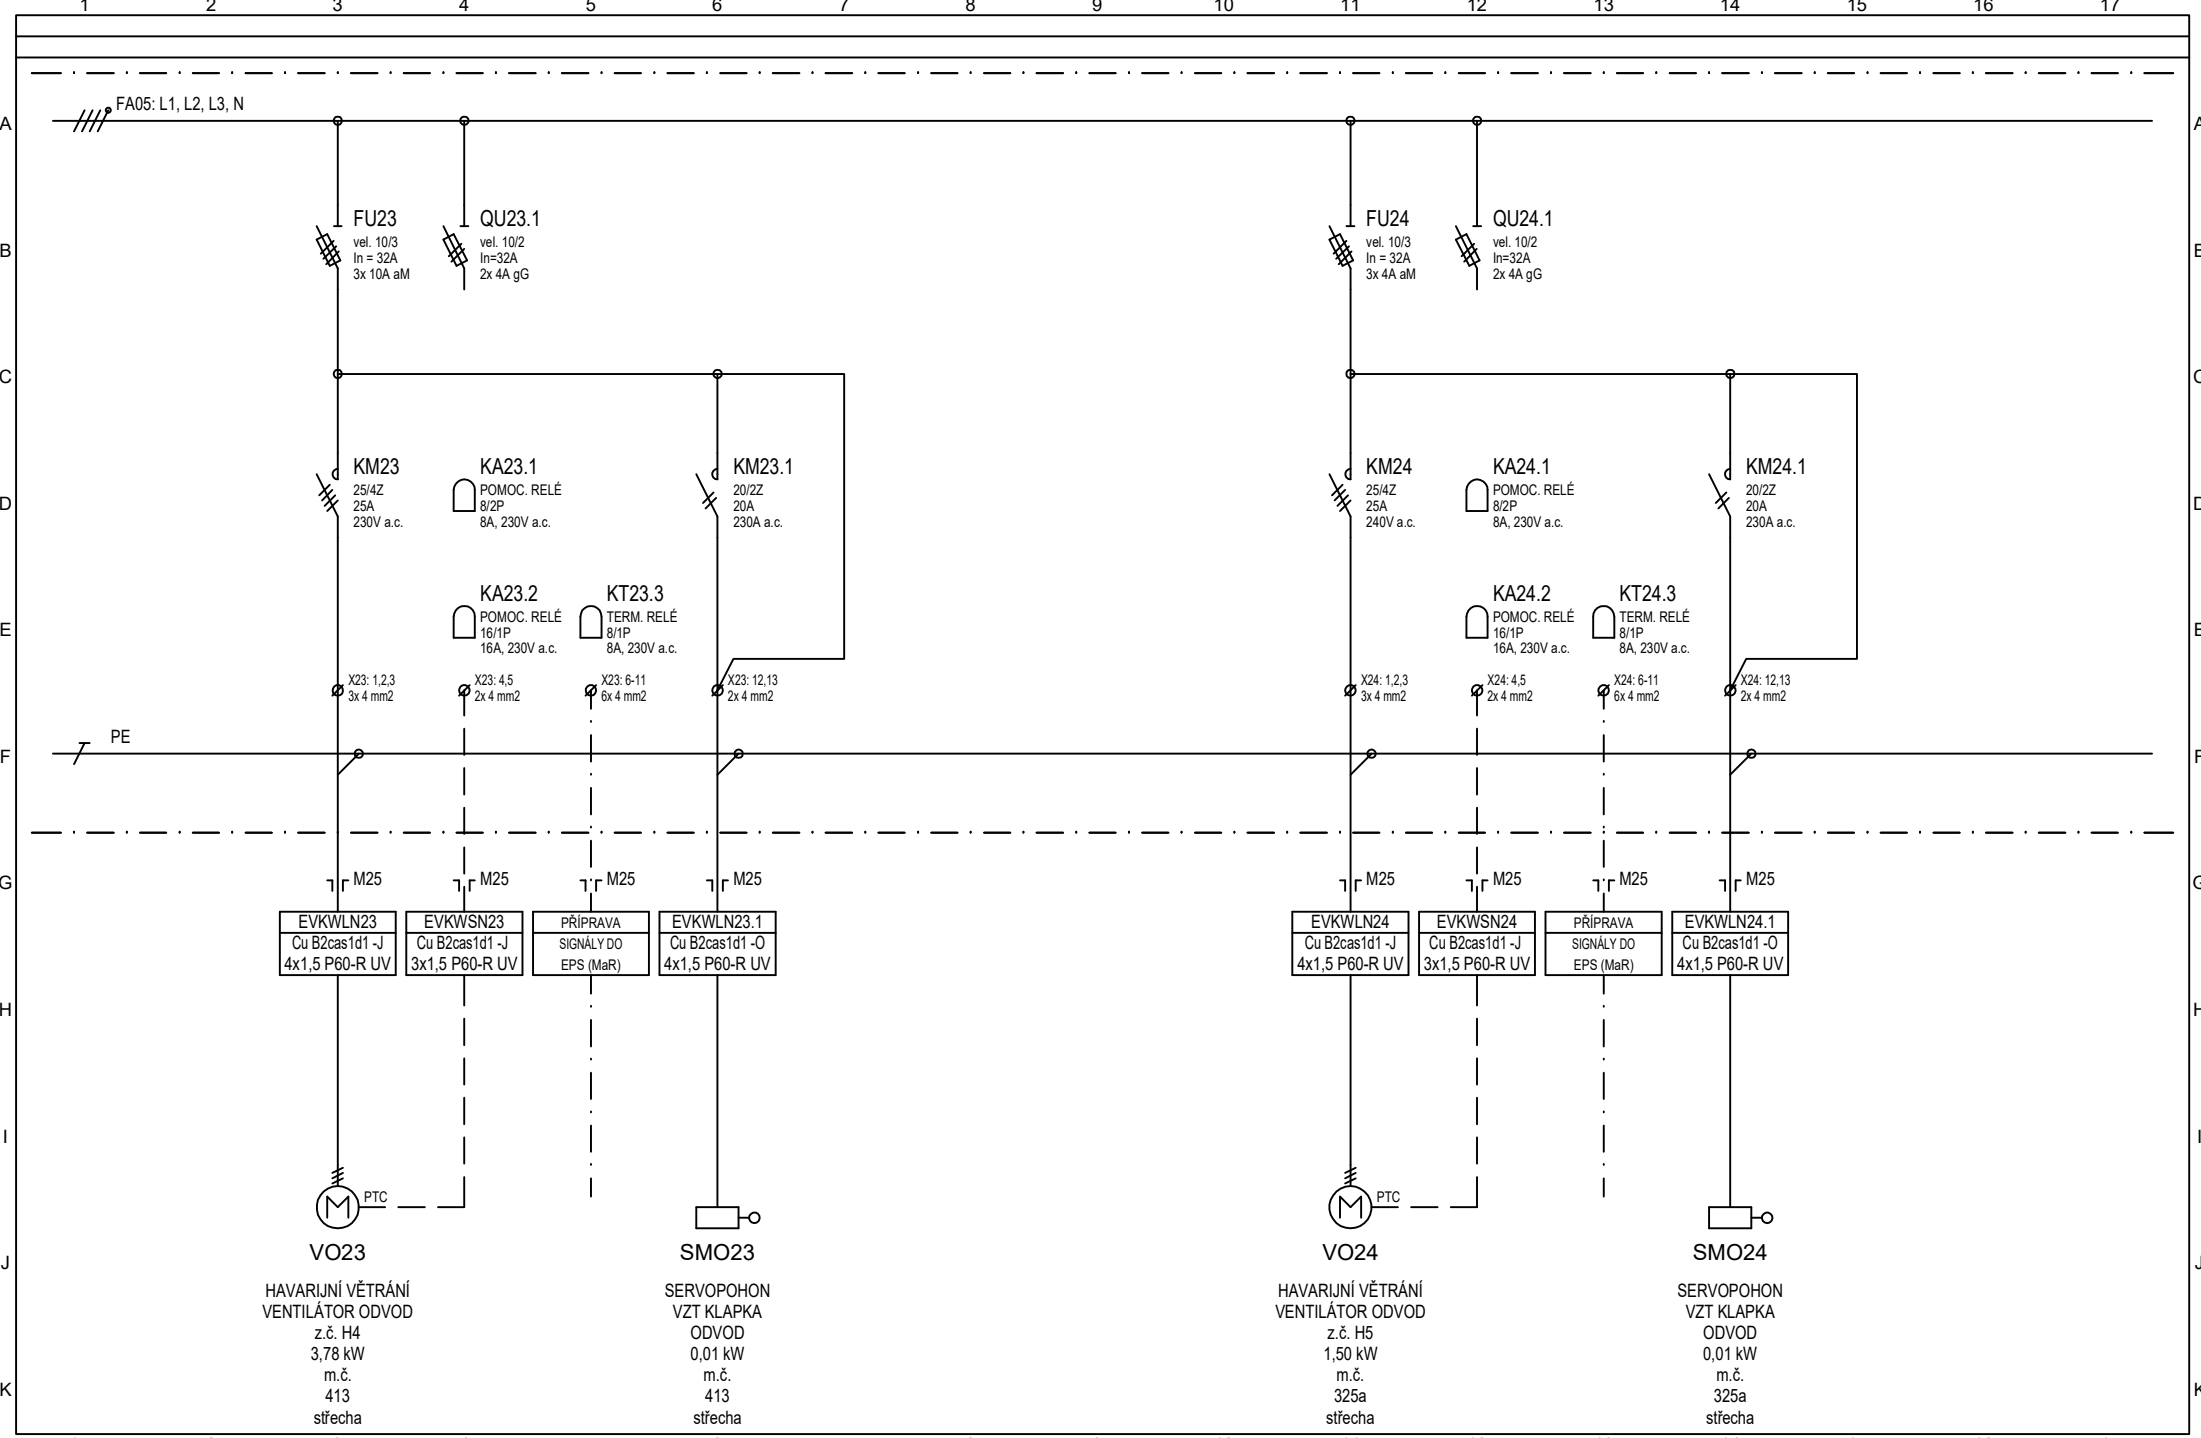 1 2 3 4 5 6 7 8 9 10 11 12 13 14 15 16 17
FA05: L1, L2, L3, N
A
A
FU23
vel. 10/3
In = 32A
3x 10A aM
QU23.1
vel. 10/2
In=32A
2x 4A gG
FU24
vel. 10/3
In = 32A
3x 4A aM
QU24.1
vel. 10/2
In=32A
2x 4A gG
B
B
C
C
KM23
25/4Z
25A
230V a.c.
KA23.1
POMOC. RELÉ
8/2P
8A, 230V a.c.
KM23.1
20/2Z
20A
230A a.c.
KM24
25/4Z
25A
240V a.c.
KA24.1
POMOC. RELÉ
8/2P
8A, 230V a.c.
KM24.1
20/2Z
20A
230A a.c.
D
D
KA23.2
POMOC. RELÉ
16/1P
16A, 230V a.c.
KT23.3
TERM. RELÉ
8/1P
8A, 230V a.c.
KA24.2
POMOC. RELÉ
16/1P
16A, 230V a.c.
KT24.3
TERM. RELÉ
8/1P
8A, 230V a.c.
E
E
X23: 1,2,3
3x 4 mm2
X23: 4,5
2x 4 mm2
X23: 6-11
6x 4 mm2
X23: 12,13
2x 4 mm2
X24: 1,2,3
3x 4 mm2
X24: 4,5
2x 4 mm2
X24: 6-11
6x 4 mm2
X24: 12,13
2x 4 mm2
PE
F
F
G
G
M25
M25
M25
M25
M25
M25
M25
M25
EVKWLN23
Cu B2cas1d1 -J
4x1,5 P60-R UV
EVKWSN23
Cu B2cas1d1 -J
3x1,5 P60-R UV
PŘÍPRAVA
SIGNÁLY DO
EPS (MaR)
EVKWLN23.1
Cu B2cas1d1 -O
4x1,5 P60-R UV
EVKWLN24
Cu B2cas1d1 -J
4x1,5 P60-R UV
EVKWSN24
Cu B2cas1d1 -J
3x1,5 P60-R UV
PŘÍPRAVA
SIGNÁLY DO
EPS (MaR)
EVKWLN24.1
Cu B2cas1d1 -O
4x1,5 P60-R UV
H
H
I
I
M
PTC
M
PTC
J
J
VO23
HAVARIJNÍ VĚTRÁNÍ
VENTILÁTOR ODVOD
z.č. H4
3,78 kW
m.č.
413
střecha
SMO23
SERVOPOHON
VZT KLAPKA
ODVOD
0,01 kW
m.č.
413
střecha
VO24
HAVARIJNÍ VĚTRÁNÍ
VENTILÁTOR ODVOD
z.č. H5
1,50 kW
m.č.
325a
střecha
SMO24
SERVOPOHON
VZT KLAPKA
ODVOD
0,01 kW
m.č.
325a
střecha
K
K